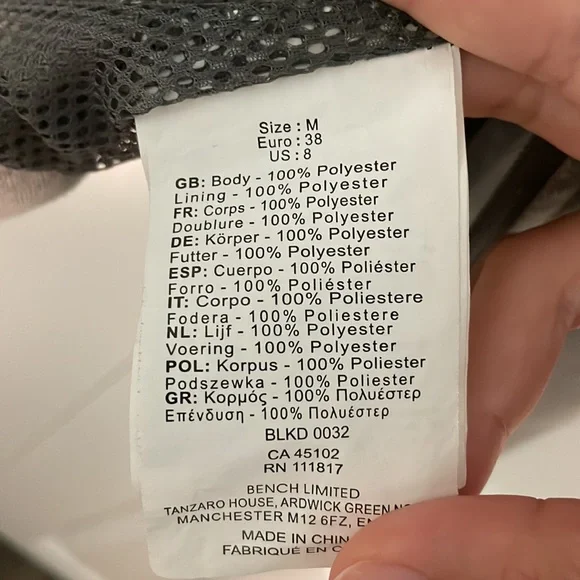 Size : M
Euro : 38
US : 8
GB: Body - 100% Polyester
Lining - 100% Polyester
FR: Corps - 100% Polyester
Doublure - 100% Polyester
DE: Körper - 100% Polyester
Futter - 100% Polyester
ESP: Cuerpo - 100% Poliéster
Forro - 100% Poliéster
IT: Corpo - 100% Poliestere
Fodera - 100% Poliestere
NL: Lijf - 100% Polyester
Voering - 100% Polyester
POL: Korpus - 100% Poliester
Podszewka - 100% Poliester
GR: Κορμός - 100% Πολυέστερ
Επένδυση - 100% Πολυέστερ
BLKD 0032
CA 45102
RN 111817
BENCH LIMITED
TANZARO HOUSE, ARDWICK GREEN
MANCHESTER M12 6FZ,
MADE IN
FABRIQUÉ EN